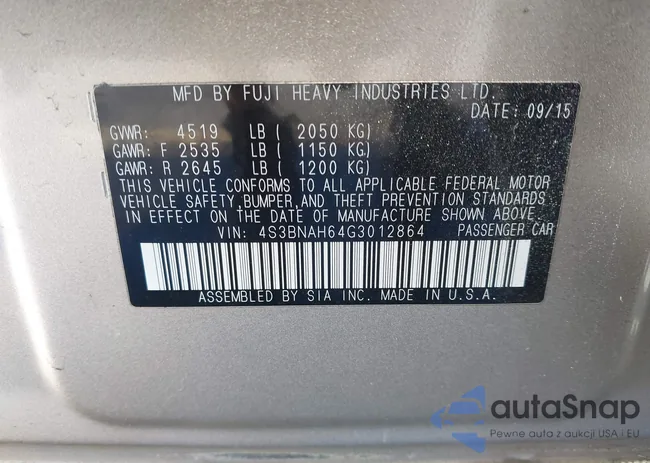 MFD BY FUJI HEAVY INDUSTRIES LTD.
DATE: 09/15
GVWR: 4519 LB ( 2050 KG)
GAWR: F 2535 LB ( 1150 KG)
GAWR: R 2645 LB ( 1200 KG)
THIS VEHICLE CONFORMS TO ALL APPLICABLE FEDERAL MOTOR
VEHICLE SAFETY, BUMPER, AND THEFT PREVENTION STANDARDS
IN EFFECT ON THE DATE OF MANUFACTURE SHOWN ABOVE.
VIN: 4S3BNAH64G3012864 PASSENGER CAR
ASSEMBLED BY SIA INC. MADE IN U.S.A.
autaSnap
Pewne auta z aukcji USA i EU